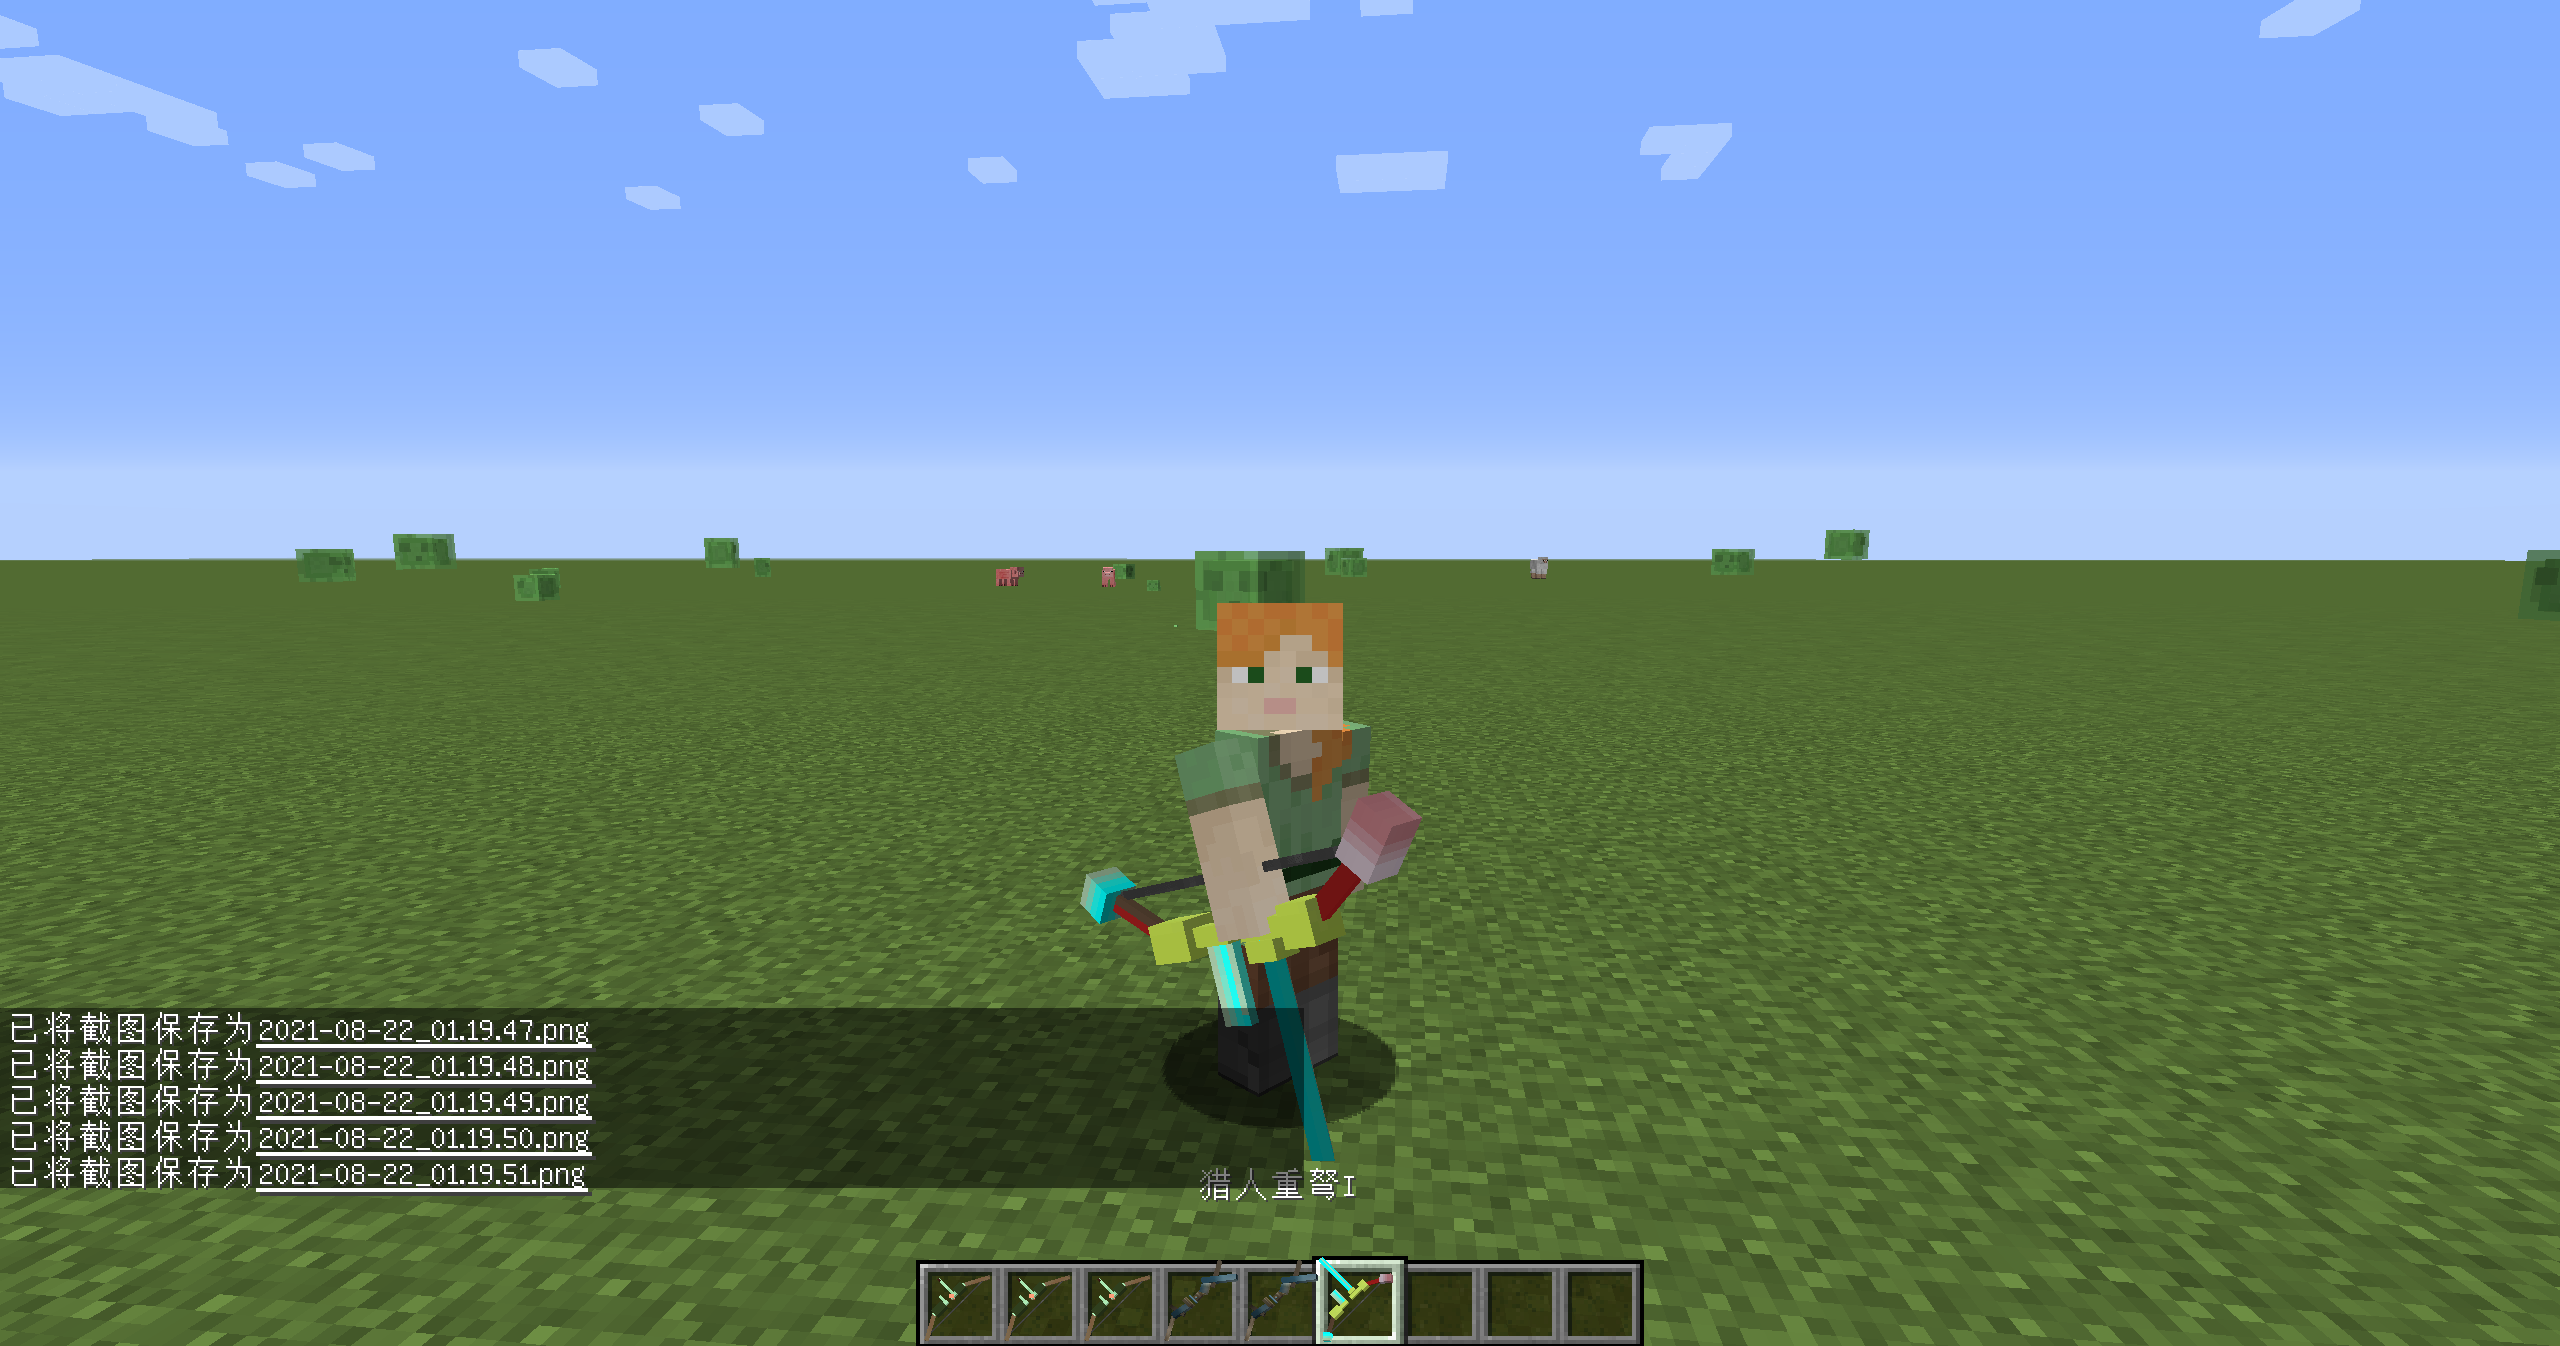 已将截图保存为2021-08-22_01.19.47.png
已将截图保存为2021-08-22_01.19.48.png
已将截图保存为2021-08-22_01.19.49.png
已将截图保存为2021-08-22_01.19.50.png
已将截图保存为2021-08-22_01.19.51.png
猎人重弩I